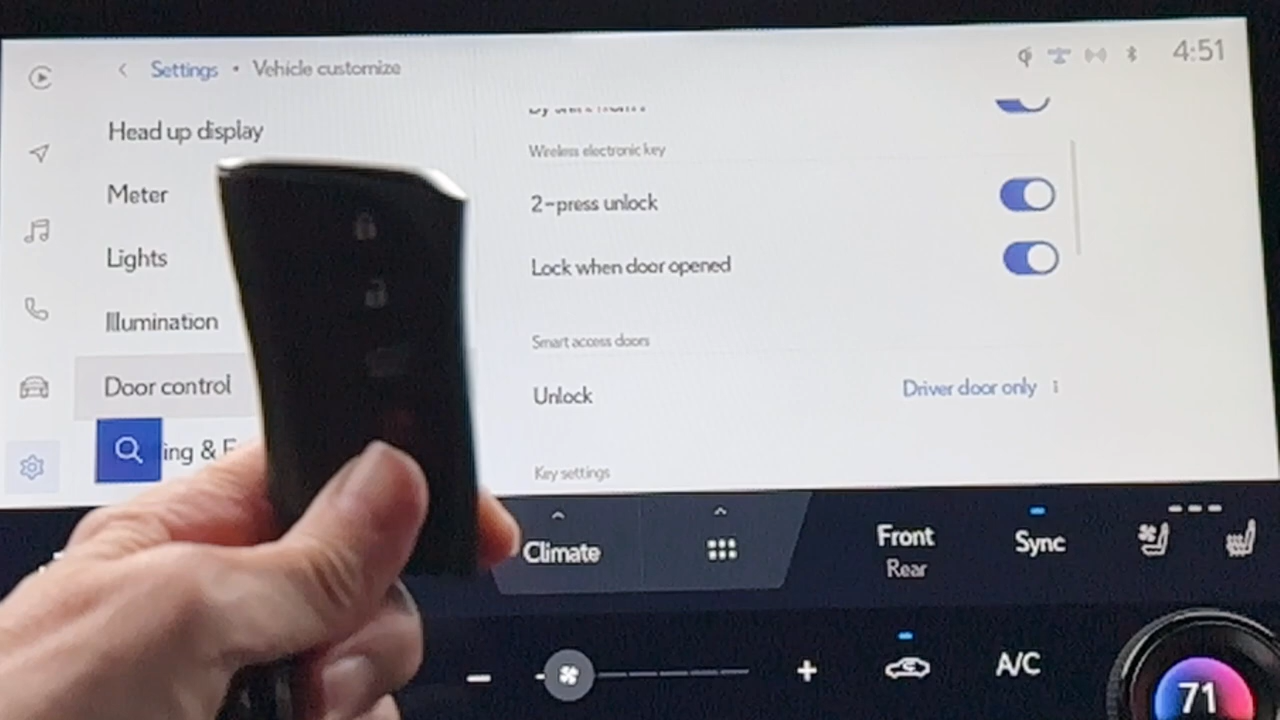 Settings • Vehicle customize
4:51
Head up display
Meter
Lights
Illumination
Door control
ing & F
Wireless electronic key
2-press unlock
Lock when door opened
Smart access doors
Unlock
Driver door only
Key settings
Climate
Front
Rear
Sync
A/C
71